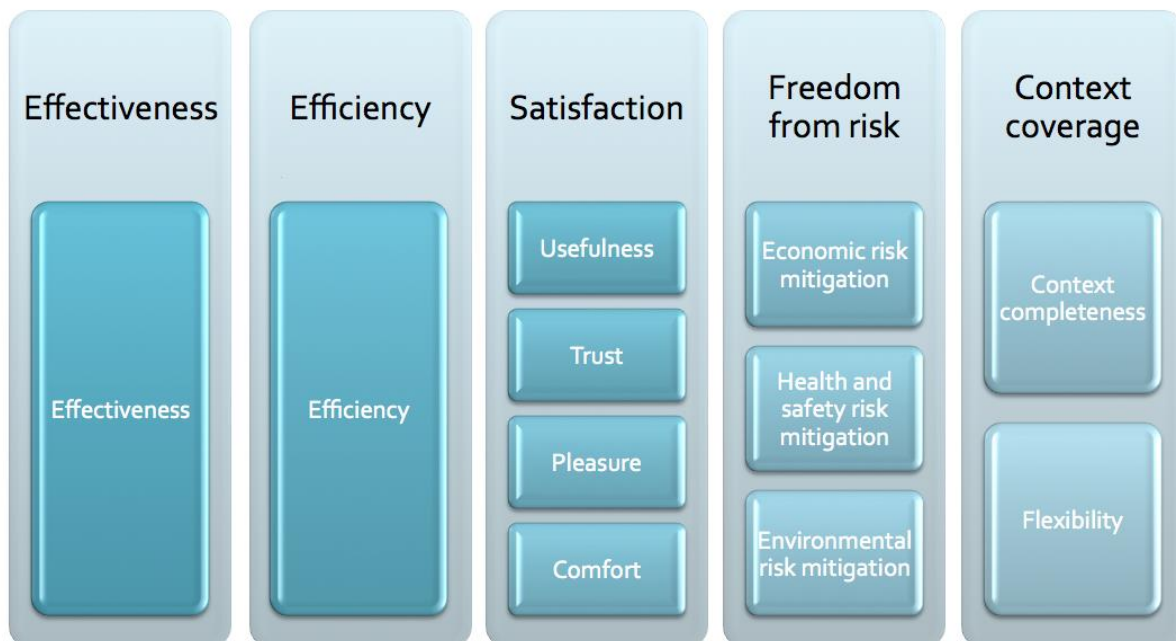 Effectiveness
Effectiveness
Efficiency
Efficiency
Satisfaction
Usefulness
Trust
Pleasure
Comfort
Freedom
from risk
Economic risk
mitigation
Health and
safety risk
mitigation
Environmental
risk mitigation
Context
coverage
Context
completeness
Flexibility